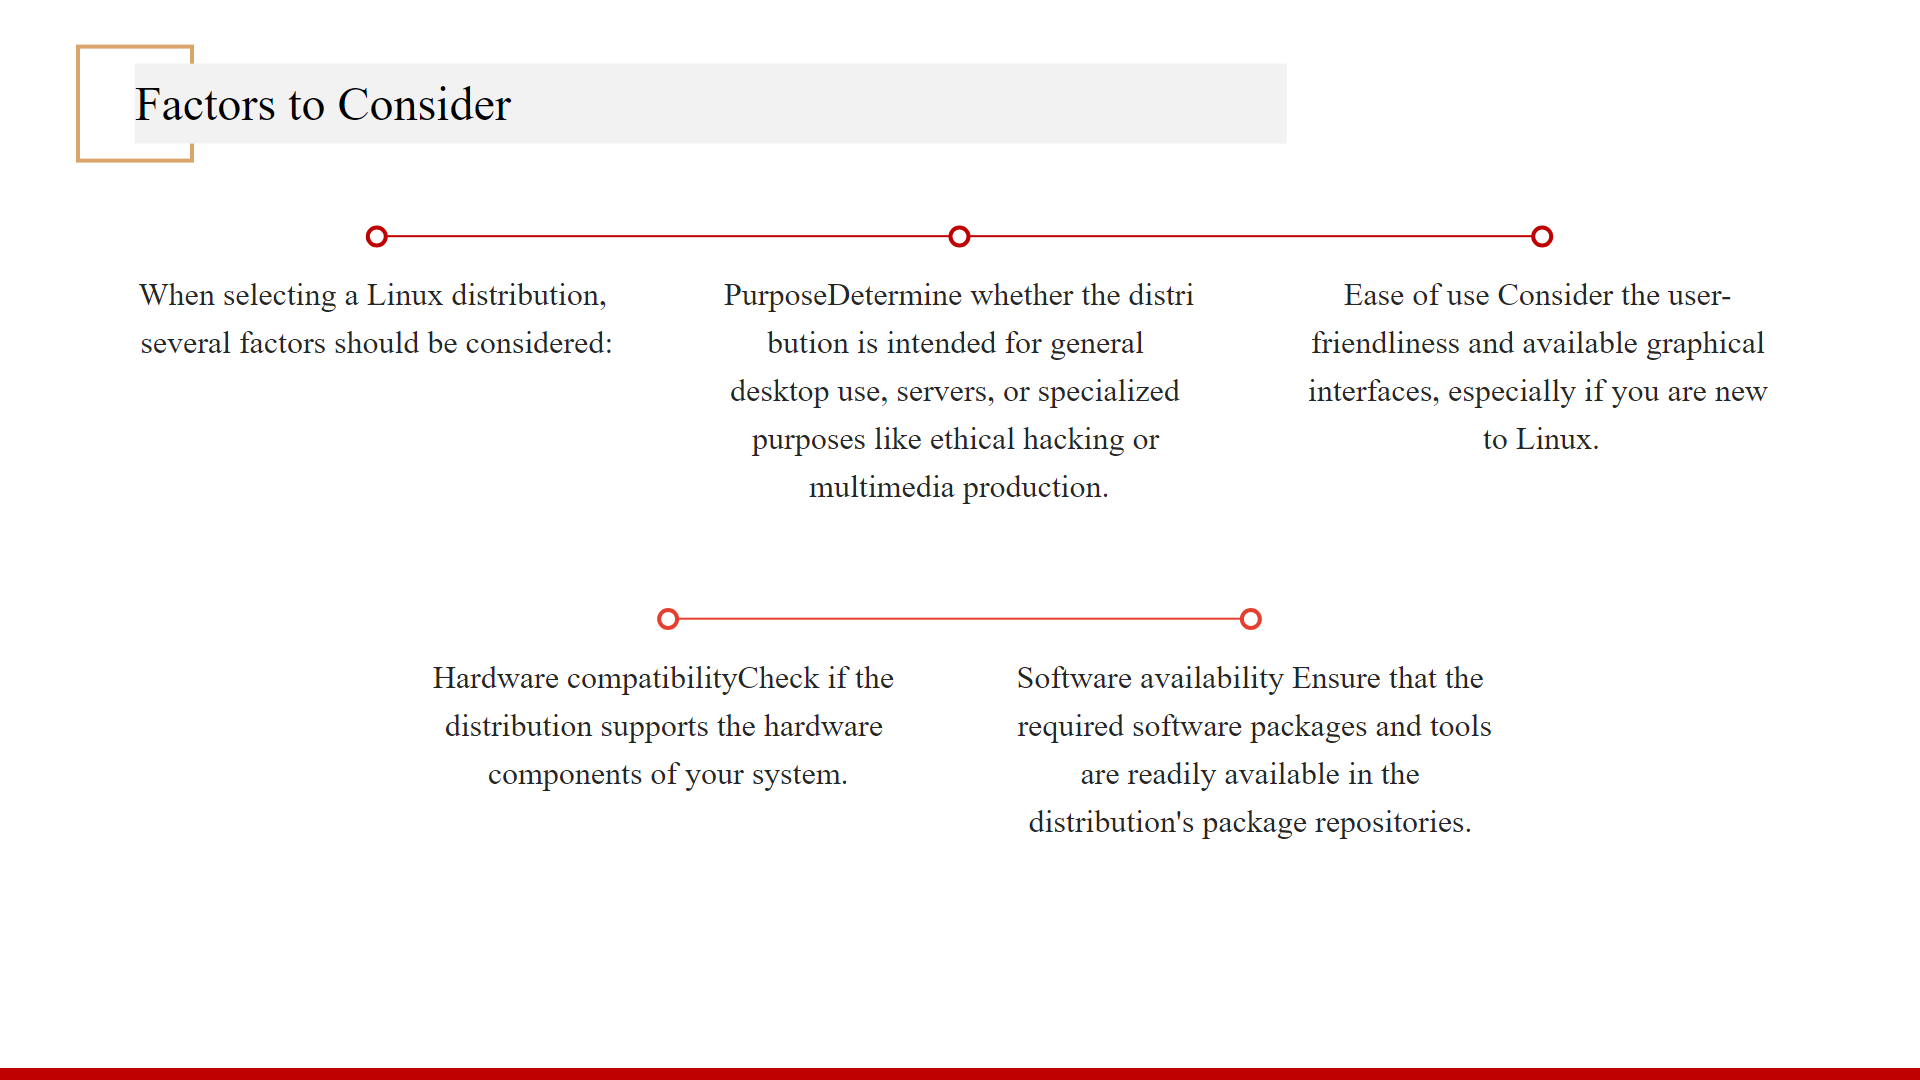 Factors to Consider
When selecting a Linux distribution,
several factors should be considered:
PurposeDetermine whether the distri
bution is intended for general
desktop use, servers, or specialized
purposes like ethical hacking or
multimedia production.
Ease of use Consider the user-
friendliness and available graphical
interfaces, especially if you are new
to Linux.
Hardware compatibilityCheck if the
distribution supports the hardware
components of your system.
Software availability Ensure that the
required software packages and tools
are readily available in the
distribution's package repositories.